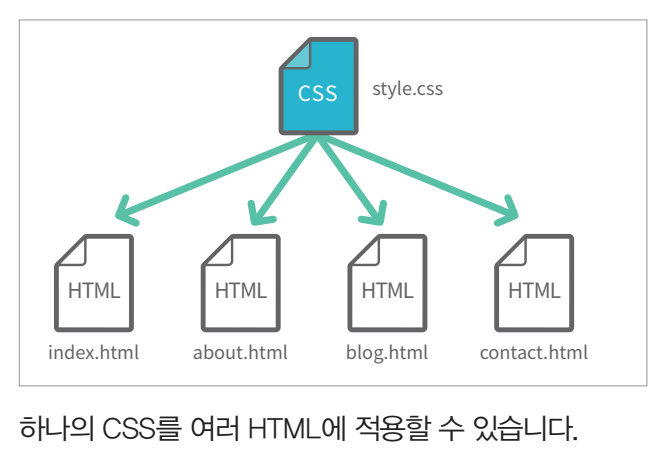 CSS
style.css
HTML HTML HTML HTML
index.html about.html blog.html contact.html
하나의 CSS를 여러 HTML에 적용할 수 있습니다.